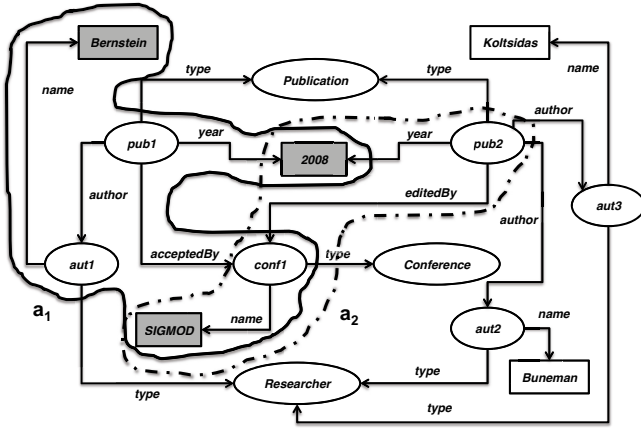 Bernstein
Koltsidas
type
Publication
type
name
name
author
pub1
year
2008
year
pub2
author
editedBy
author
aut3
aut1
acceptedBy
conf1
type
Conference
a1
SIGMOD
name
a2
aut2
name
Buneman
type
Researcher
type
type